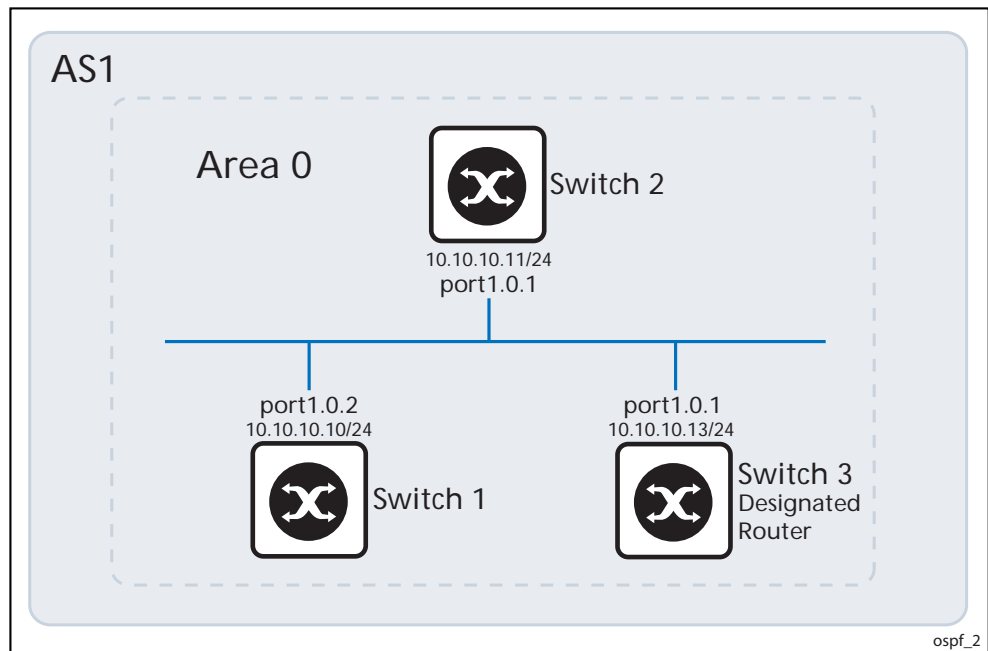 AS1
Area 0
Switch 2
10.10.10.11/24
port1.0.1
port1.0.2
10.10.10.10/24
Switch 1
port1.0.1
10.10.10.13/24
Switch 3
Designated
Router
ospf_2